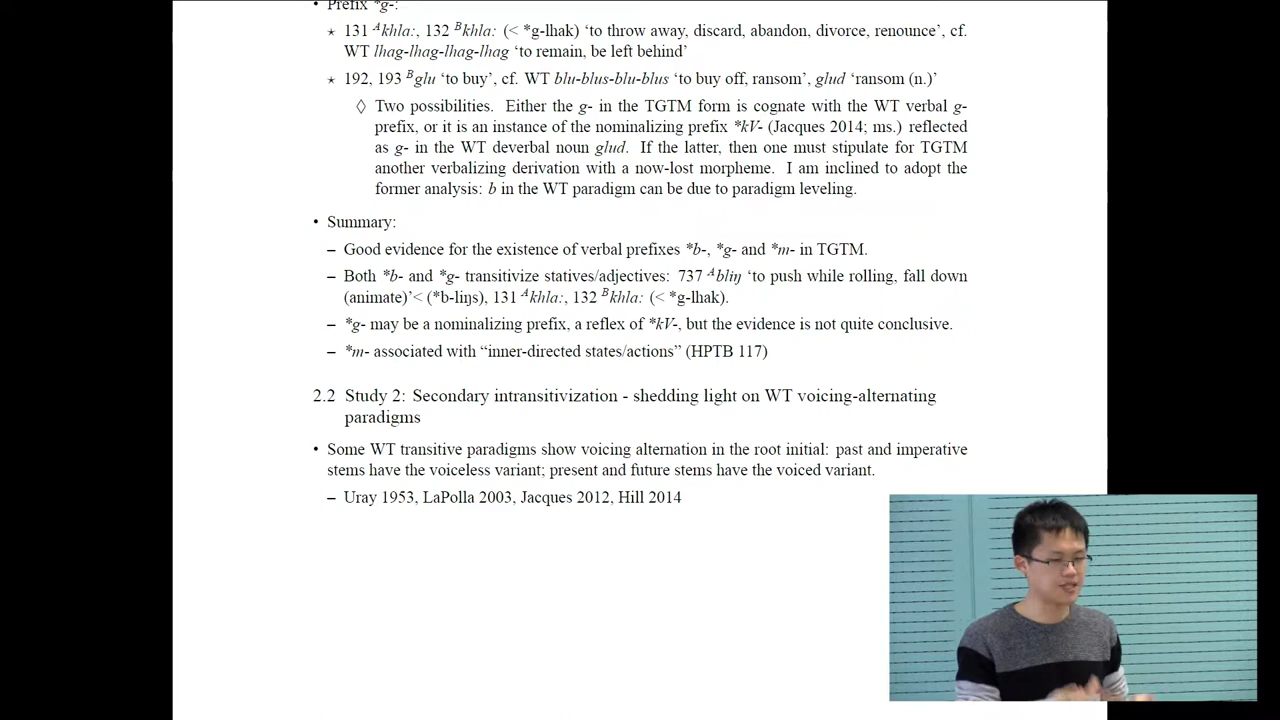 • Prefix *g-:
⋆ 131 ᴬkhla:, 132 ᴮkhla: (< *g-lhak) ‘to throw away, discard, abandon, divorce, renounce’, cf.
WT lhag-lhag-lhag-lhag ‘to remain, be left behind’
⋆ 192, 193 ᴮglu ‘to buy’, cf. WT blu-blus-blu-blus ‘to buy off, ransom’, glud ‘ransom (n.)’
◊ Two possibilities. Either the g- in the TGTM form is cognate with the WT verbal g-
prefix, or it is an instance of the nominalizing prefix *kV- (Jacques 2014; ms.) reflected
as g- in the WT deverbal noun glud. If the latter, then one must stipulate for TGTM
another verbalizing derivation with a now-lost morpheme. I am inclined to adopt the
former analysis: b in the WT paradigm can be due to paradigm leveling.
• Summary:
– Good evidence for the existence of verbal prefixes *b-, *g- and *m- in TGTM.
– Both *b- and *g- transitivize statives/adjectives: 737 ᴬbliŋ ‘to push while rolling, fall down
(animate)’< (*b-liŋs), 131 ᴬkhla:, 132 ᴮkhla: (< *g-lhak).
– *g- may be a nominalizing prefix, a reflex of *kV-, but the evidence is not quite conclusive.
– *m- associated with “inner-directed states/actions” (HPTB 117)
2.2 Study 2: Secondary intransitivization - shedding light on WT voicing-alternating
paradigms
• Some WT transitive paradigms show voicing alternation in the root initial: past and imperative
stems have the voiceless variant; present and future stems have the voiced variant.
– Uray 1953, LaPolla 2003, Jacques 2012, Hill 2014